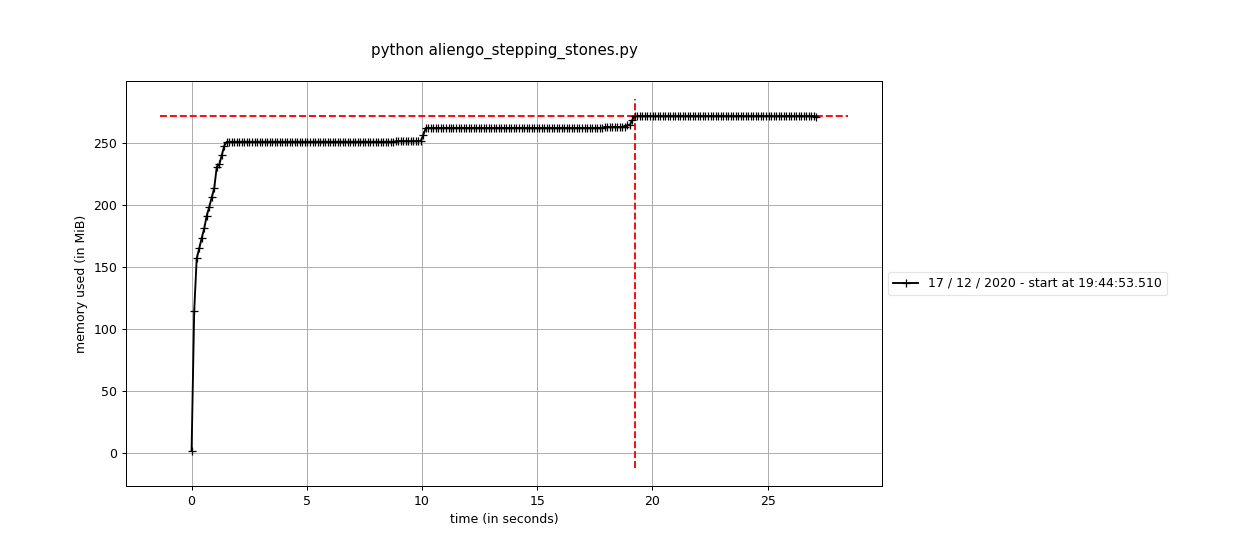 python aliengo_stepping_stones.py
memory used (in MiB)
250
200
150
100
50
0
0 5 10 15 20 25
time (in seconds)
17 / 12 / 2020 - start at 19:44:53.510